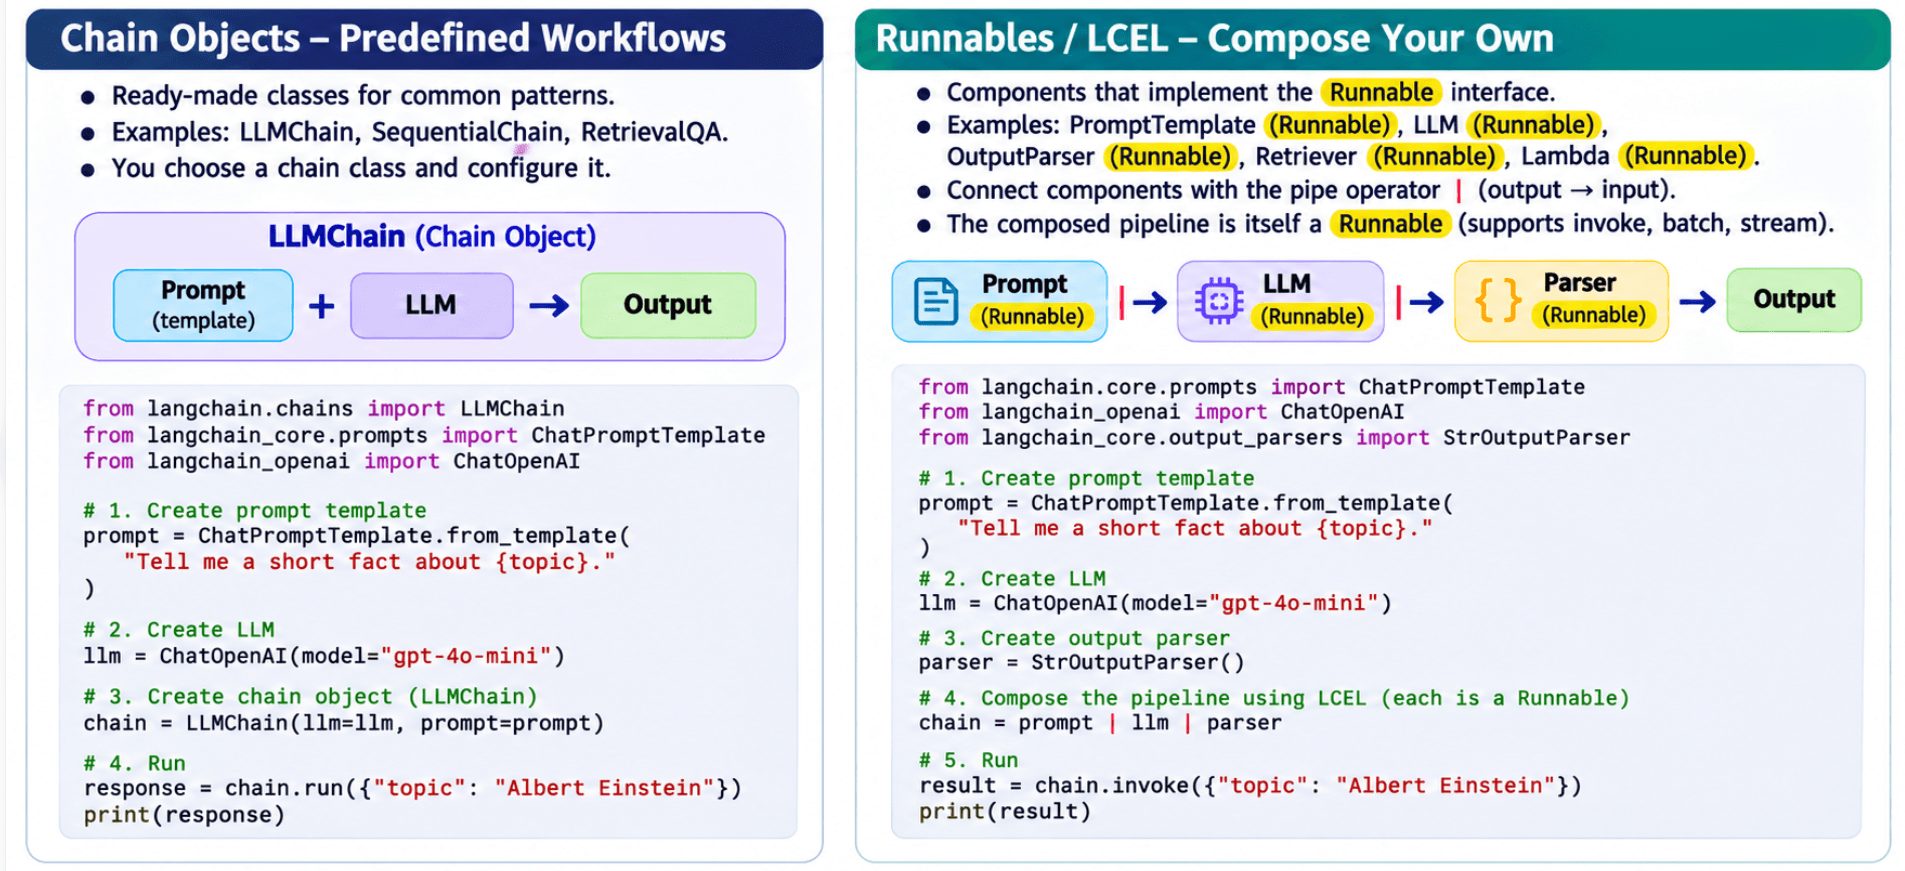 Chain Objects – Predefined Workflows
● Ready-made classes for common patterns.
● Examples: LLMChain, SequentialChain, RetrievalQA.
● You choose a chain class and configure it.
LLMChain (Chain Object)
Prompt
(template)
+
LLM
→
Output
from langchain.chains import LLMChain
from langchain_core.prompts import ChatPromptTemplate
from langchain_openai import ChatOpenAI
# 1. Create prompt template
prompt = ChatPromptTemplate.from_template(
"Tell me a short fact about {topic}."
)
# 2. Create LLM
llm = ChatOpenAI(model="gpt-4o-mini")
# 3. Create chain object (LLMChain)
chain = LLMChain(llm=llm, prompt=prompt)
# 4. Run
response = chain.run({"topic": "Albert Einstein"})
print(response)
Runnables / LCEL – Compose Your Own
● Components that implement the Runnable interface.
● Examples: PromptTemplate (Runnable), LLM (Runnable),
OutputParser (Runnable), Retriever (Runnable), Lambda (Runnable).
● Connect components with the pipe operator | (output → input).
● The composed pipeline is itself a Runnable (supports invoke, batch, stream).
Prompt
(Runnable)
| →
LLM
(Runnable)
| →
{ }
Parser
(Runnable)
→
Output
from langchain.core.prompts import ChatPromptTemplate
from langchain_openai import ChatOpenAI
from langchain_core.output_parsers import StrOutputParser
# 1. Create prompt template
prompt = ChatPromptTemplate.from_template(
"Tell me a short fact about {topic}."
)
# 2. Create LLM
llm = ChatOpenAI(model="gpt-4o-mini")
# 3. Create output parser
parser = StrOutputParser()
# 4. Compose the pipeline using LCEL (each is a Runnable)
chain = prompt | llm | parser
# 5. Run
result = chain.invoke({"topic": "Albert Einstein"})
print(result)